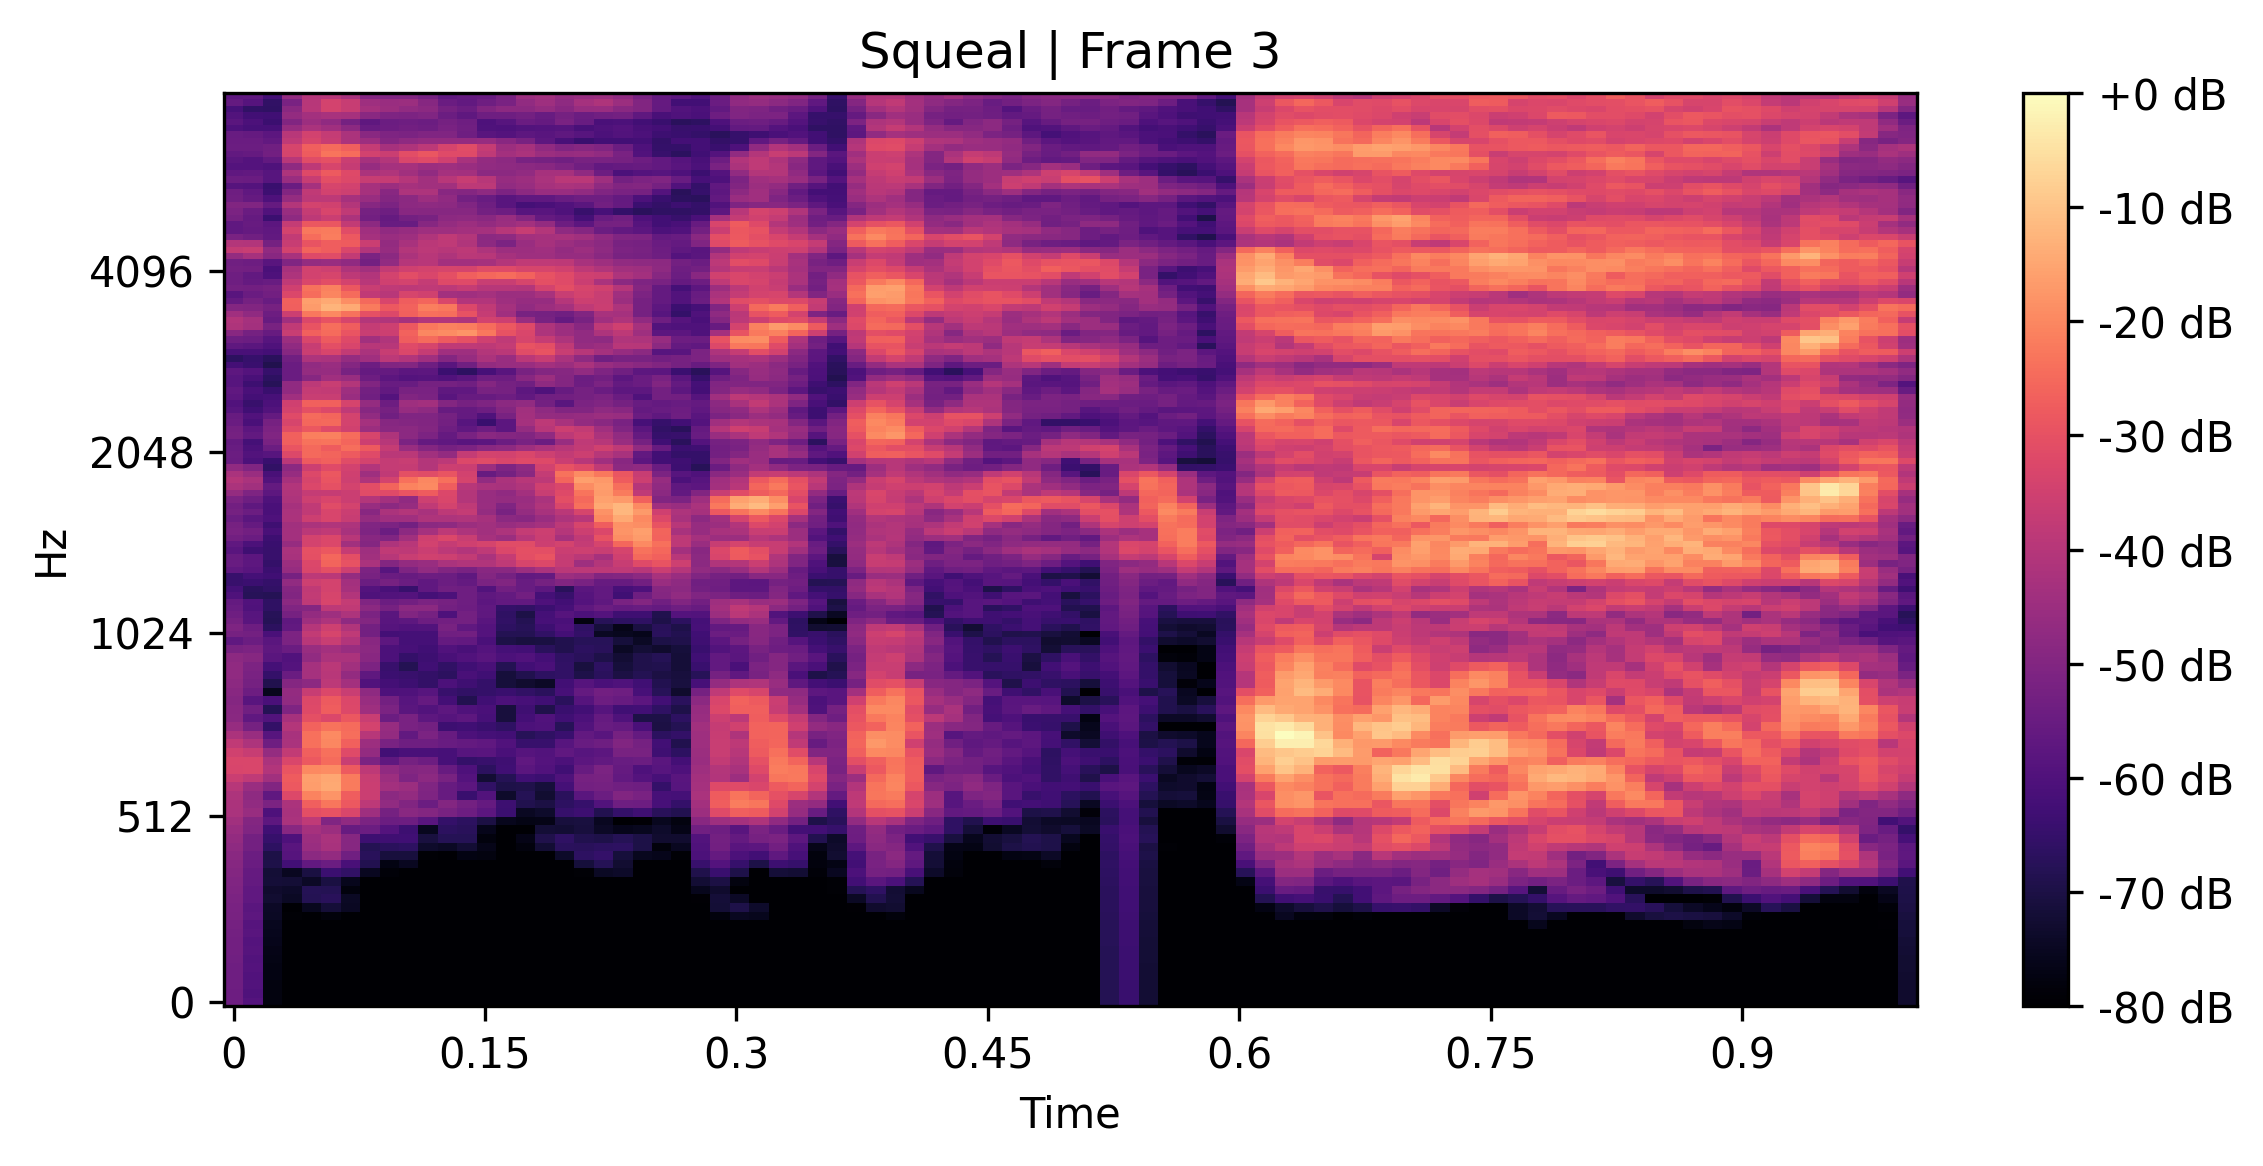 Squeal | Frame 3
+0 dB
-10 dB
-20 dB
-30 dB
-40 dB
-50 dB
-60 dB
-70 dB
-80 dB
Hz
4096
2048
1024
512
0
0 0.15 0.3 0.45 0.6 0.75 0.9
Time